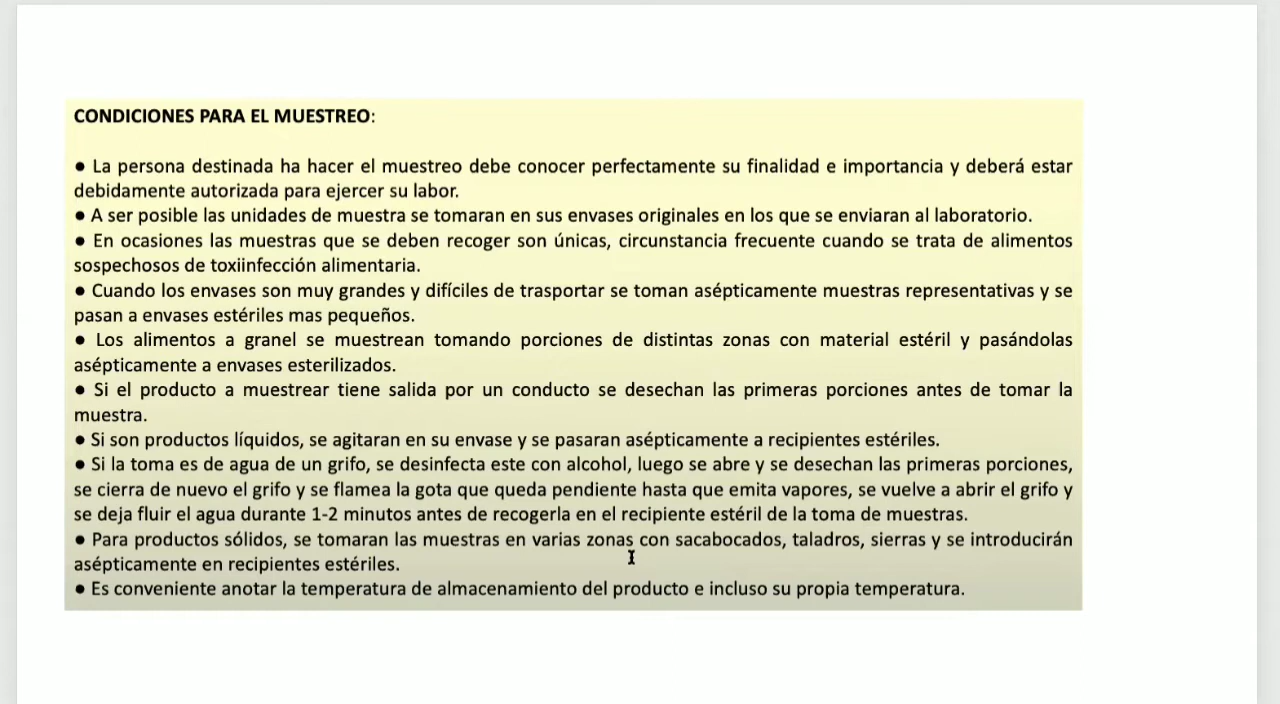 CONDICIONES PARA EL MUESTREO:
● La persona destinada ha hacer el muestreo debe conocer perfectamente su finalidad e importancia y deberá estar
debidamente autorizada para ejercer su labor.
● A ser posible las unidades de muestra se tomaran en sus envases originales en los que se enviaran al laboratorio.
● En ocasiones las muestras que se deben recoger son únicas, circunstancia frecuente cuando se trata de alimentos
sospechosos de toxiinfección alimentaria.
● Cuando los envases son muy grandes y difíciles de trasportar se toman asépticamente muestras representativas y se
pasan a envases estériles mas pequeños.
● Los alimentos a granel se muestrean tomando porciones de distintas zonas con material estéril y pasándolas
asépticamente a envases esterilizados.
● Si el producto a muestrear tiene salida por un conducto se desechan las primeras porciones antes de tomar la
muestra.
● Si son productos líquidos, se agitaran en su envase y se pasaran asépticamente a recipientes estériles.
● Si la toma es de agua de un grifo, se desinfecta este con alcohol, luego se abre y se desechan las primeras porciones,
se cierra de nuevo el grifo y se flamea la gota que queda pendiente hasta que emita vapores, se vuelve a abrir el grifo y
se deja fluir el agua durante 1-2 minutos antes de recogerla en el recipiente estéril de la toma de muestras.
● Para productos sólidos, se tomaran las muestras en varias zonas con sacabocados, taladros, sierras y se introducirán
asépticamente en recipientes estériles.
● Es conveniente anotar la temperatura de almacenamiento del producto e incluso su propia temperatura.